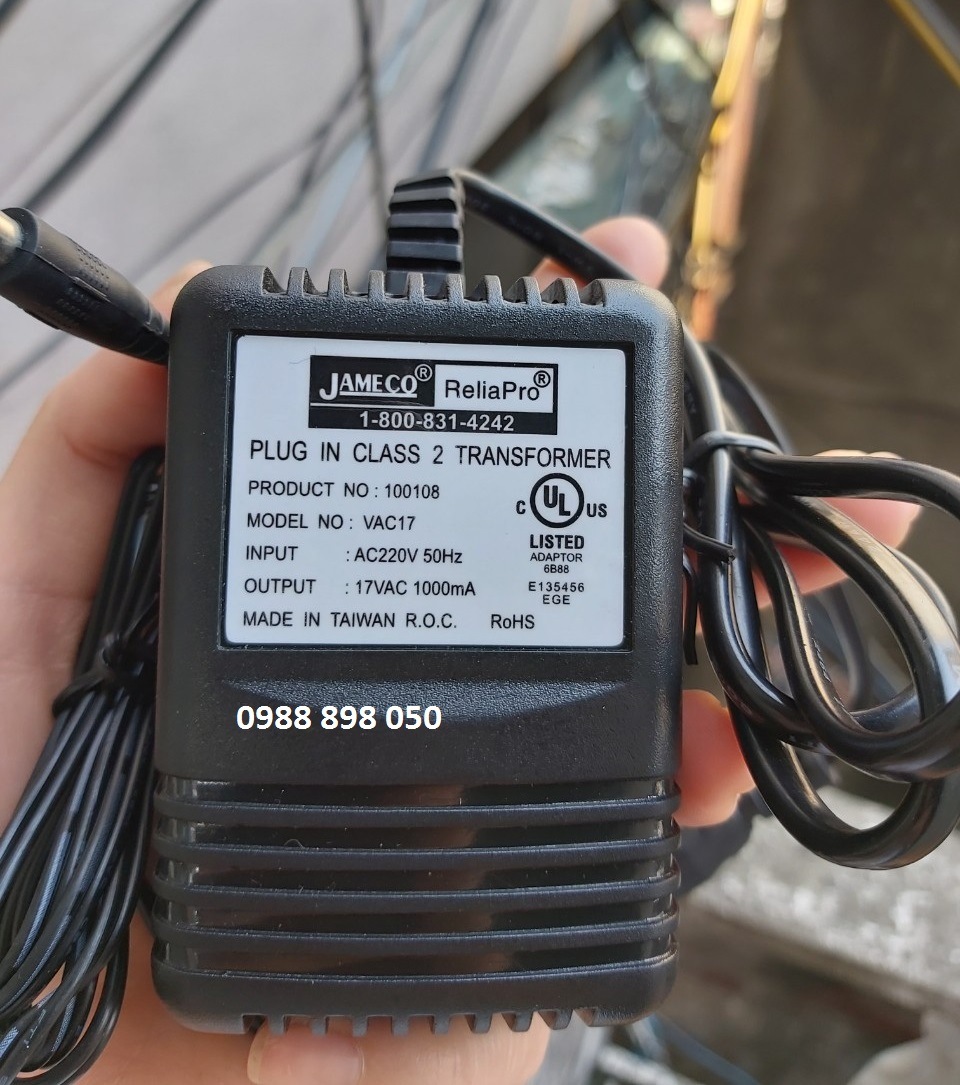 JAMECO® ReliaPro®
1-800-831-4242
PLUG IN CLASS 2 TRANSFORMER
PRODUCT NO : 100108
MODEL NO : VAC17
INPUT : AC220V 50Hz
OUTPUT : 17VAC 1000mA
MADE IN TAIWAN R.O.C. RoHS
C UL US
LISTED
ADAPTOR
6B88
E135456
EGE
0988 898 050